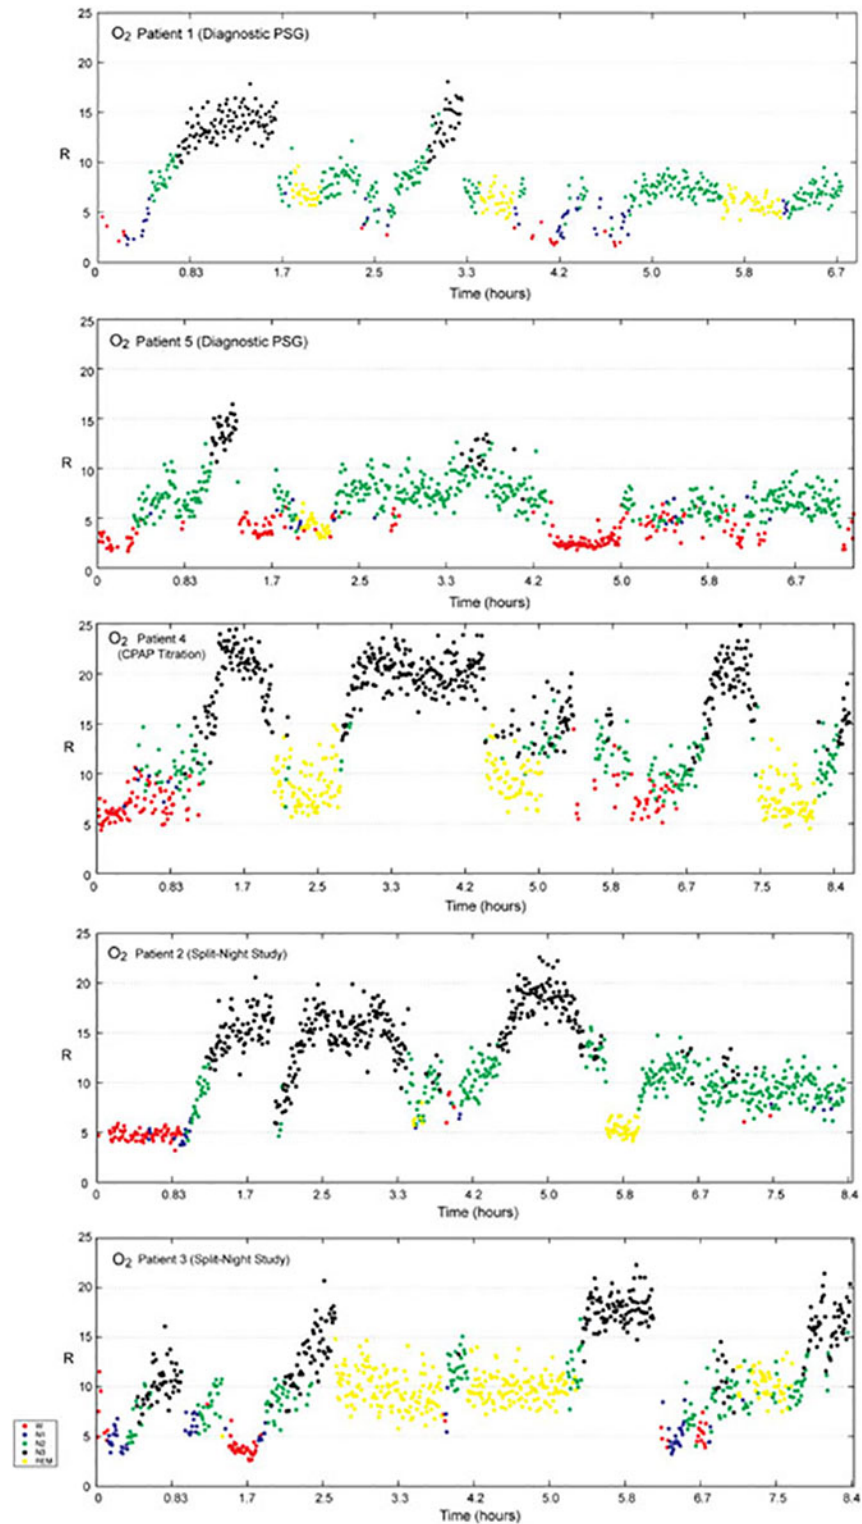 25
O2 Patient 1 (Diagnostic PSG)
20
15
R
10
5
0
0 0.83 1.7 2.5 3.3 4.2 5.0 5.8 6.7
Time (hours)
25
O2 Patient 5 (Diagnostic PSG)
20
15
R
10
5
0
0 0.83 1.7 2.5 3.3 4.2 5.0 5.8 6.7
Time (hours)
25
O2 Patient 4
(CPAP Titration)
20
15
R
10
5
0
0 0.83 1.7 2.5 3.3 4.2 5.0 5.8 6.7 7.5 8.4
Time (hours)
25
O2 Patient 2 (Split-Night Study)
20
15
R
10
5
0
0 0.83 1.7 2.5 3.3 4.2 5.0 5.8 6.7 7.5 8.4
Time (hours)
25
O2 Patient 3 (Split-Night Study)
20
15
R
10
5
0
0 0.83 1.7 2.5 3.3 4.2 5.0 5.8 6.7 7.5 8.4
Time (hours)
W
N1
N2
N3
REM